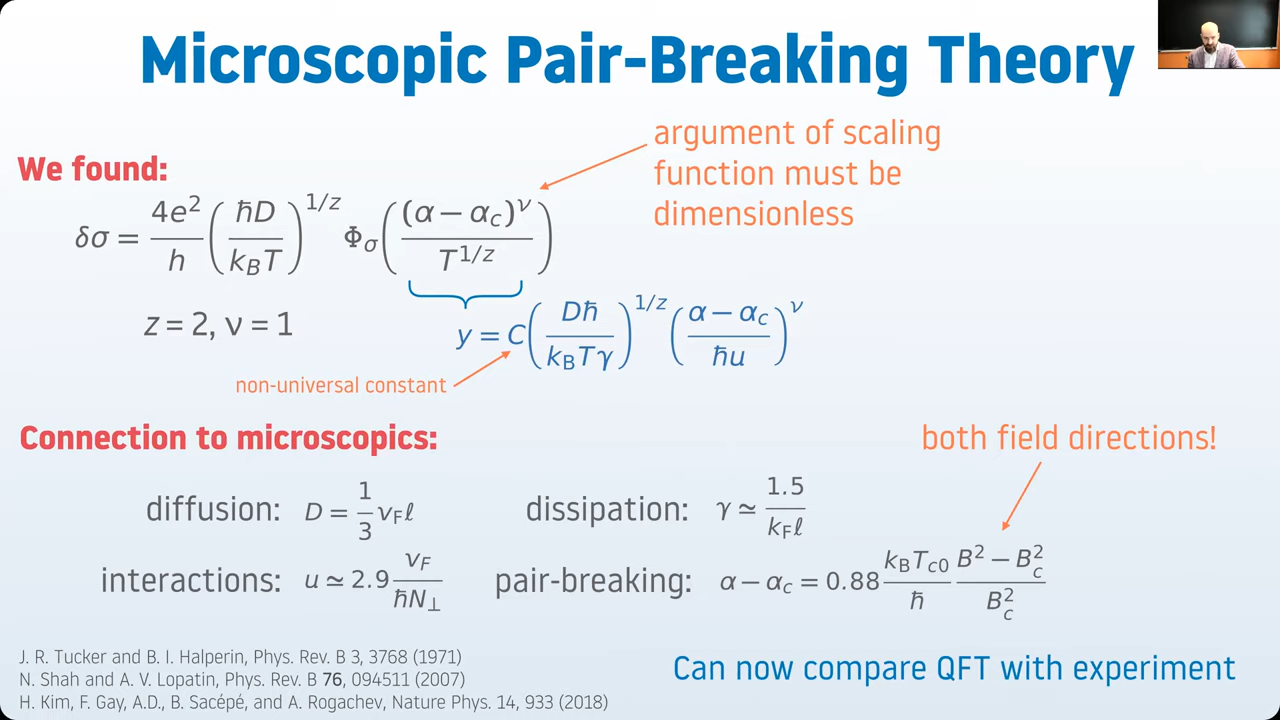 Microscopic Pair-Breaking Theory
argument of scaling
function must be
dimensionless
We found:
δσ = 4e²/h (ħD/k_BT)^{1/z} Φ_σ((α − α_c)^ν / T^{1/z})
z = 2, ν = 1
y = C(Dħ/k_BTγ)^{1/z} ((α − α_c)/ħu)^ν
non-universal constant
Connection to microscopics:
both field directions!
diffusion: D = 1/3 v_Fℓ
dissipation: γ ≃ 1.5/k_Fℓ
interactions: u ≃ 2.9 v_F/ħN_⊥
pair-breaking: α − α_c = 0.88 k_BT_{c0}/ħ (B² − B_c²)/B_c²
J. R. Tucker and B. I. Halperin, Phys. Rev. B 3, 3768 (1971)
N. Shah and A. V. Lopatin, Phys. Rev. B 76, 094511 (2007)
H. Kim, F. Gay, A.D., B. Sacépé, and A. Rogachev, Nature Phys. 14, 933 (2018)
Can now compare QFT with experiment